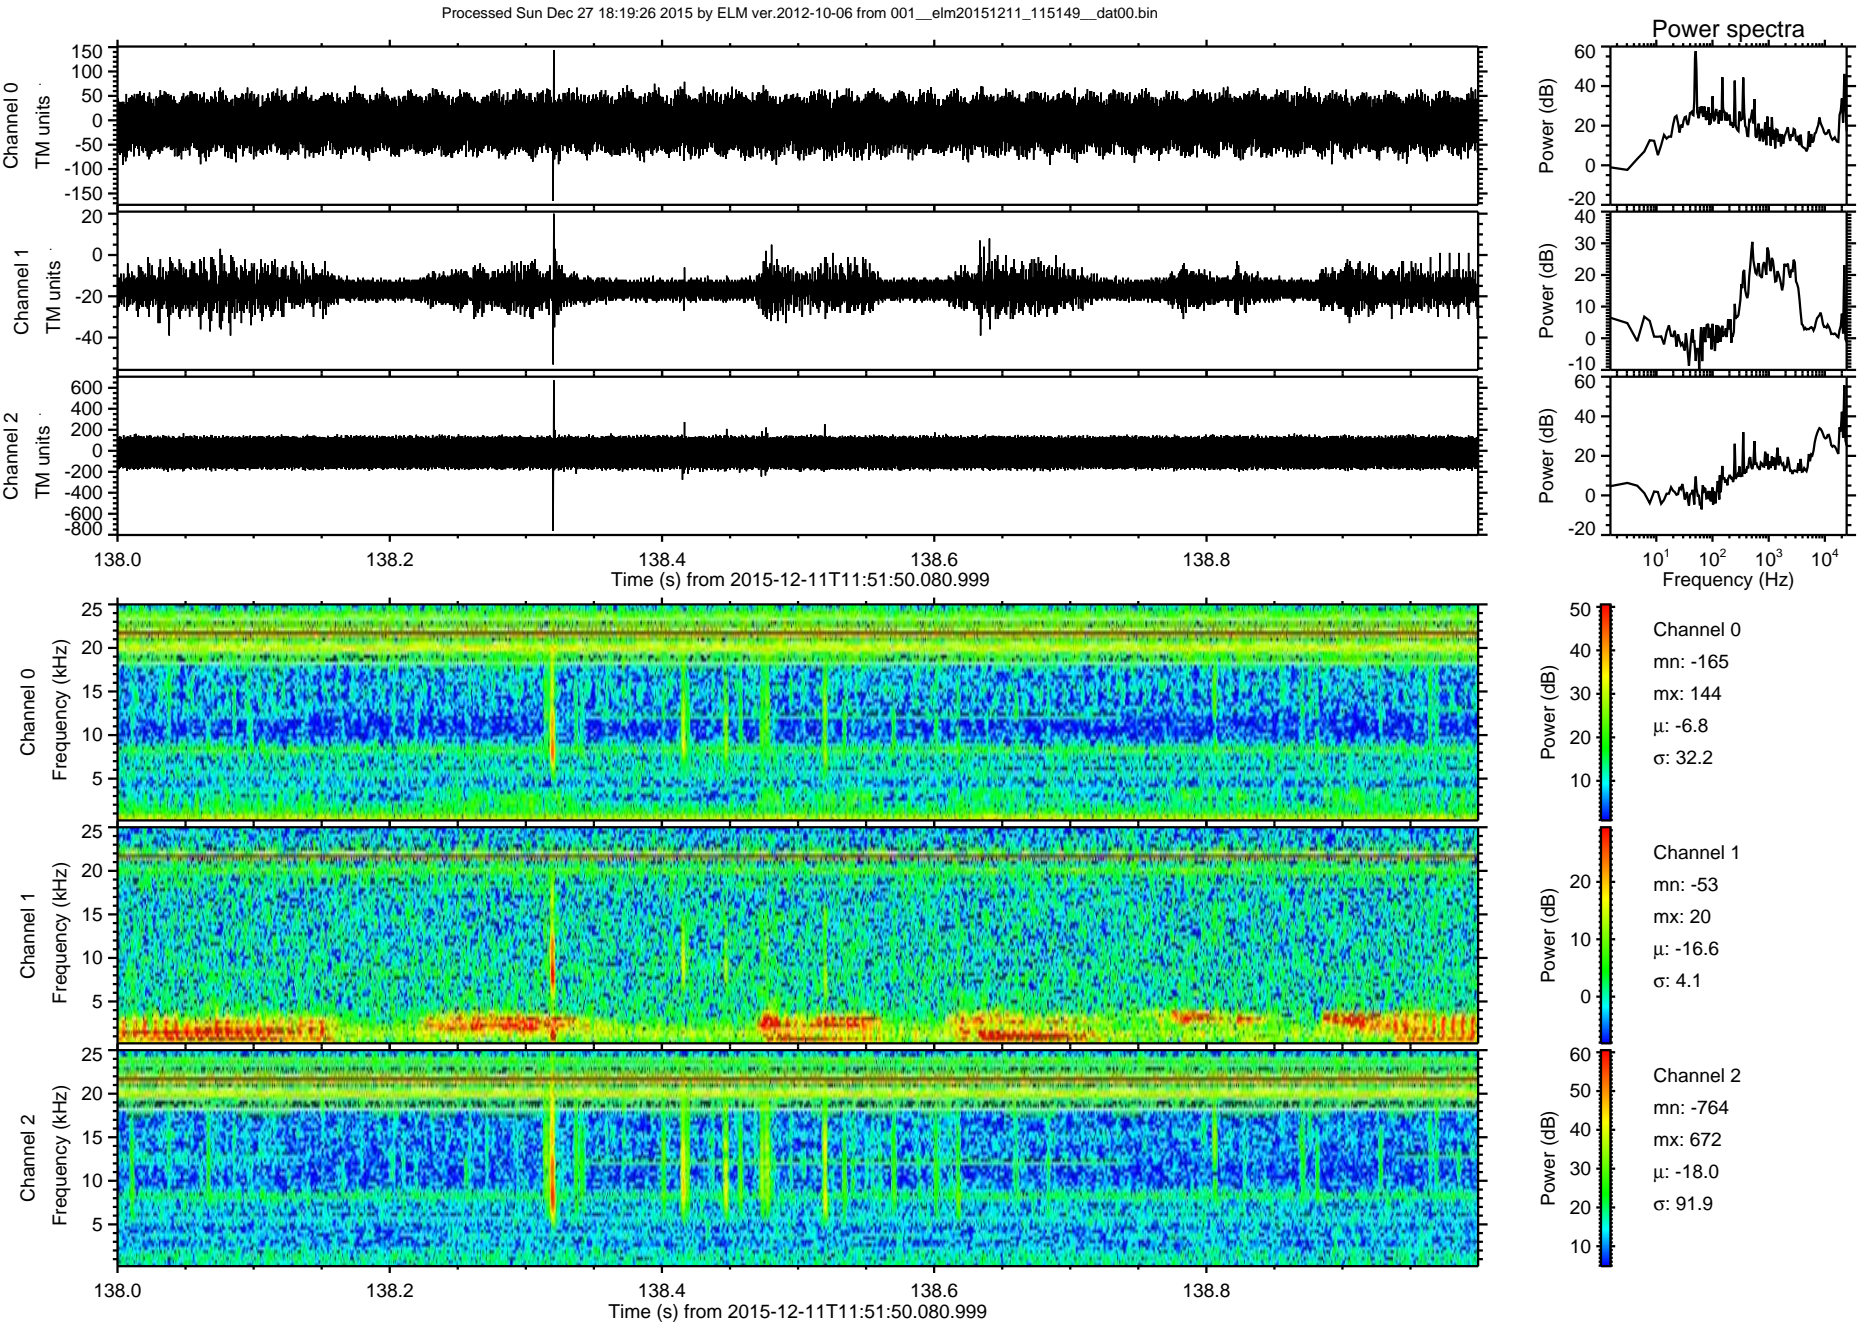 Processed Sun Dec 27 18:19:26 2015 by ELM ver.2012-10-06 from 001__elm20151211_115149__dat00.bin
Power spectra
Channel 0
TM units
150
100
50
0
-50
-100
-150
Power (dB)
60
40
20
0
-20
Channel 1
TM units
20
0
-20
-40
Power (dB)
40
30
20
10
0
-10
Channel 2
TM units
600
400
200
0
-200
-400
-600
-800
Power (dB)
60
40
20
0
-20
138.0 138.2 138.4 138.6 138.8
Time (s) from 2015-12-11T11:51:50.080.999
10^1 10^2 10^3 10^4
Frequency (Hz)
Channel 0
Frequency (kHz)
25
20
15
10
5
Power (dB)
50
40
30
20
10
Channel 0
mn: -165
mx: 144
μ: -6.8
σ: 32.2
Channel 1
Frequency (kHz)
25
20
15
10
5
Power (dB)
20
10
0
Channel 1
mn: -53
mx: 20
μ: -16.6
σ: 4.1
Channel 2
Frequency (kHz)
25
20
15
10
5
Power (dB)
60
50
40
30
20
10
Channel 2
mn: -764
mx: 672
μ: -18.0
σ: 91.9
138.0 138.2 138.4 138.6 138.8
Time (s) from 2015-12-11T11:51:50.080.999